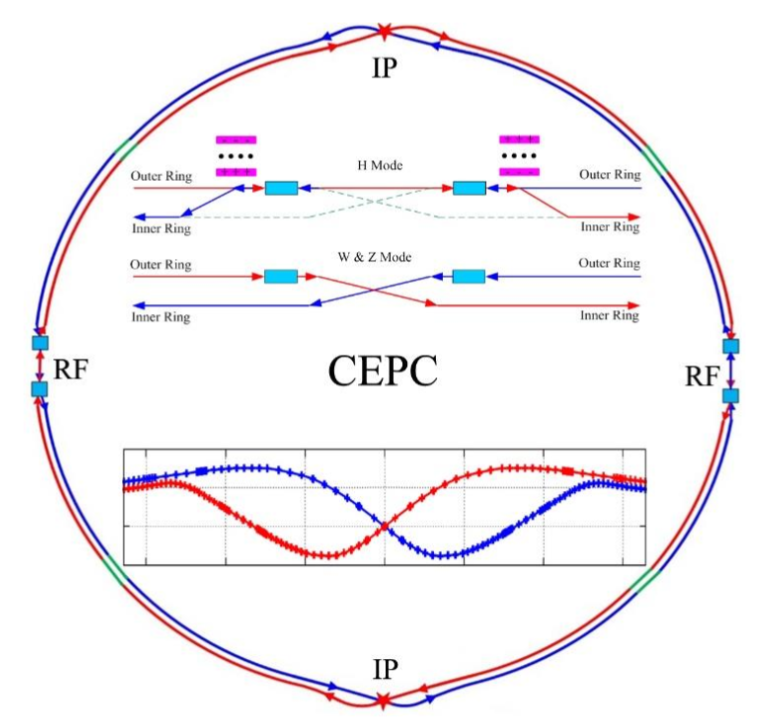 IP
H Mode
Outer Ring
Outer Ring
Inner Ring
Inner Ring
W & Z Mode
Outer Ring
Outer Ring
Inner Ring
Inner Ring
RF
CEPC
RF
IP